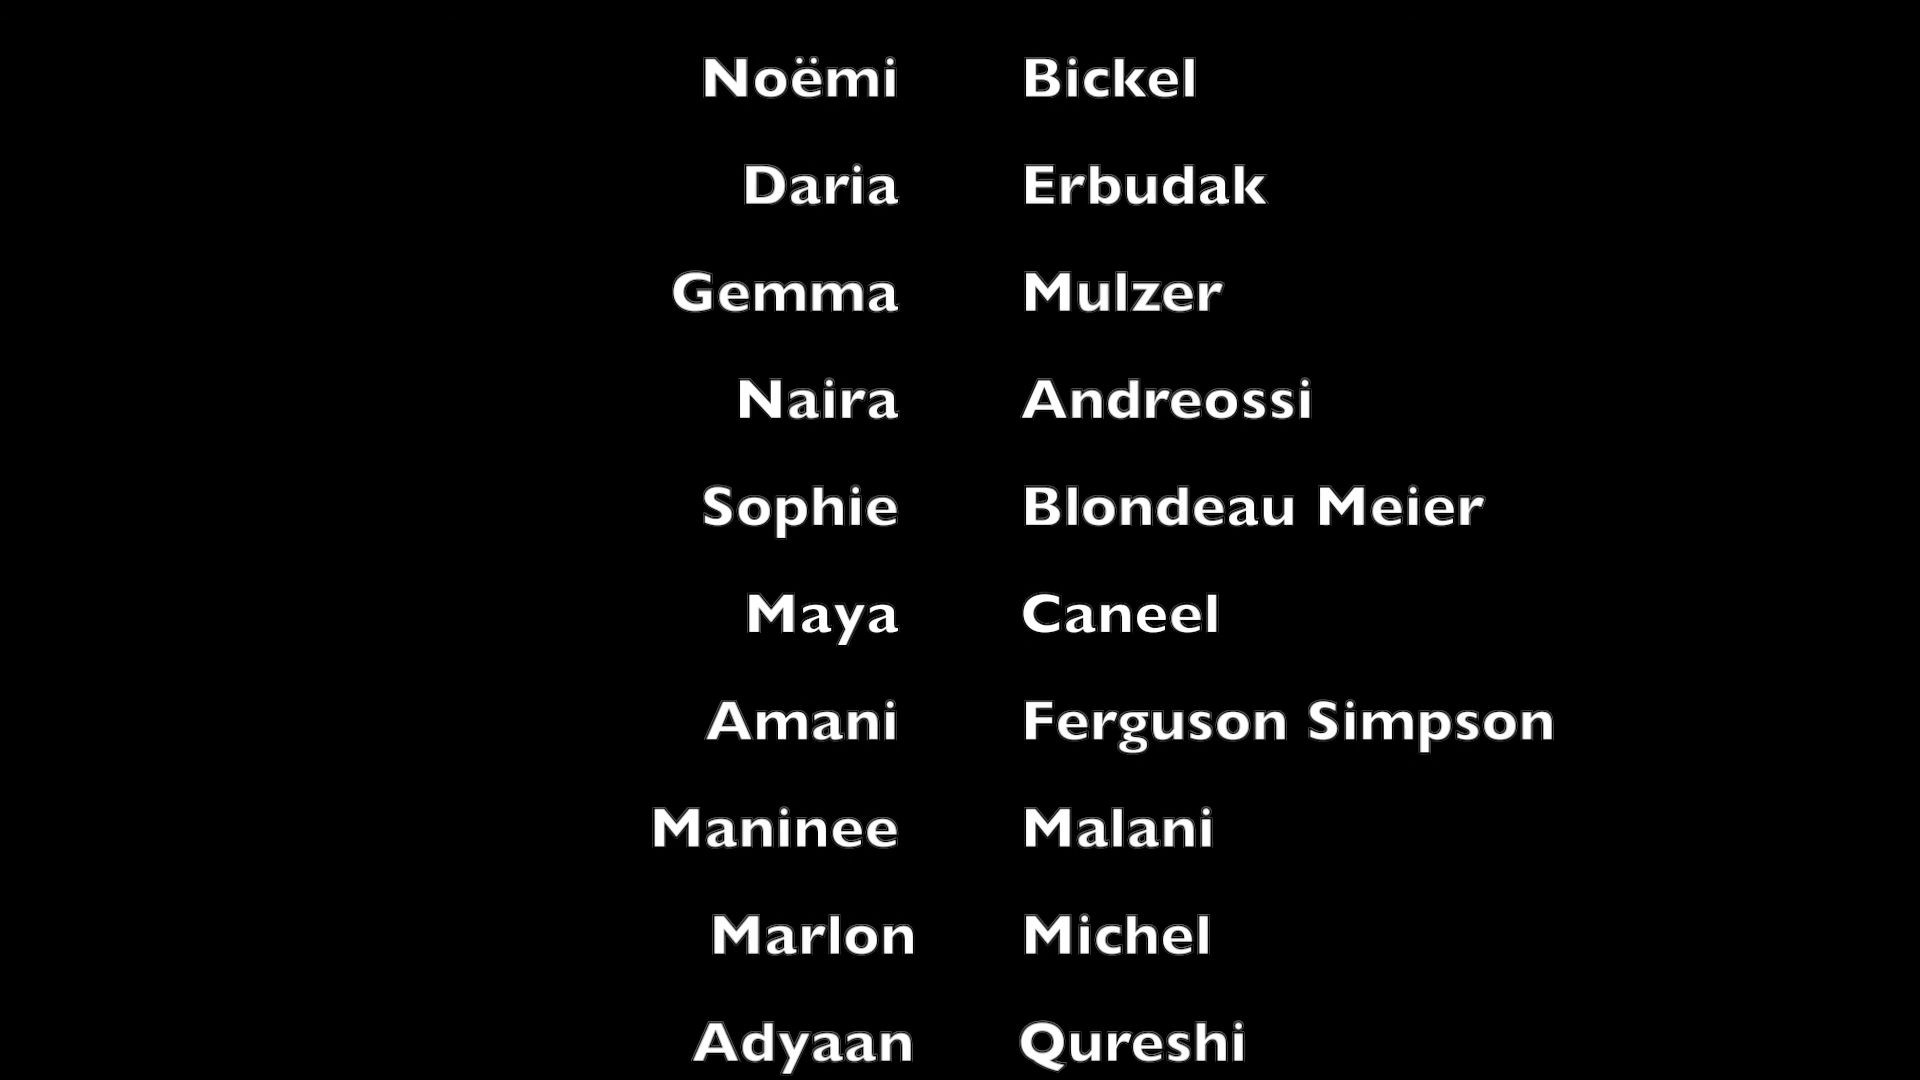 Noëmi Bickel
Daria Erbudak
Gemma Mulzer
Naira Andreossi
Sophie Blondeau Meier
Maya Caneel
Amani Ferguson Simpson
Maninee Malani
Marlon Michel
Adyaan Qureshi